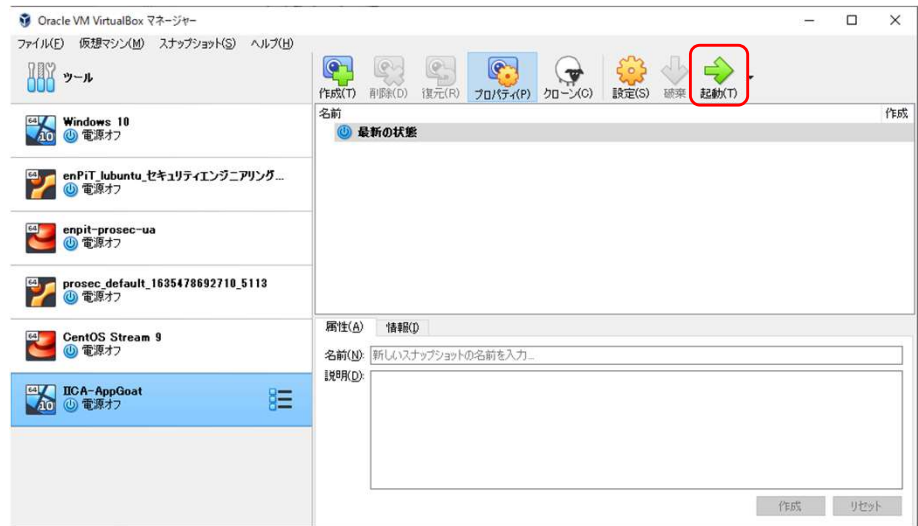 Oracle VM VirtualBox マネージャー
ファイル(F) 仮想マシン(M) スナップショット(S) ヘルプ(H)
ツール
作成(T) 削除(D) 復元(R) プロパティ(P) クローン(C) 設定(S) 破棄 起動(T)
名前 作成
最新の状態
64
10
Windows 10
電源オフ
64
enPiT_lubuntu_セキュリティエンジニアリング...
電源オフ
64
enpit-prosec-ua
電源オフ
64
prosec_default_1635478692710_5113
電源オフ
64
CentOS Stream 9
電源オフ
64
10
IICA-AppGoat
電源オフ
属性(A) 情報(I)
名前(N): 新しいスナップショットの名前を入力...
説明(D):
作成 リセット